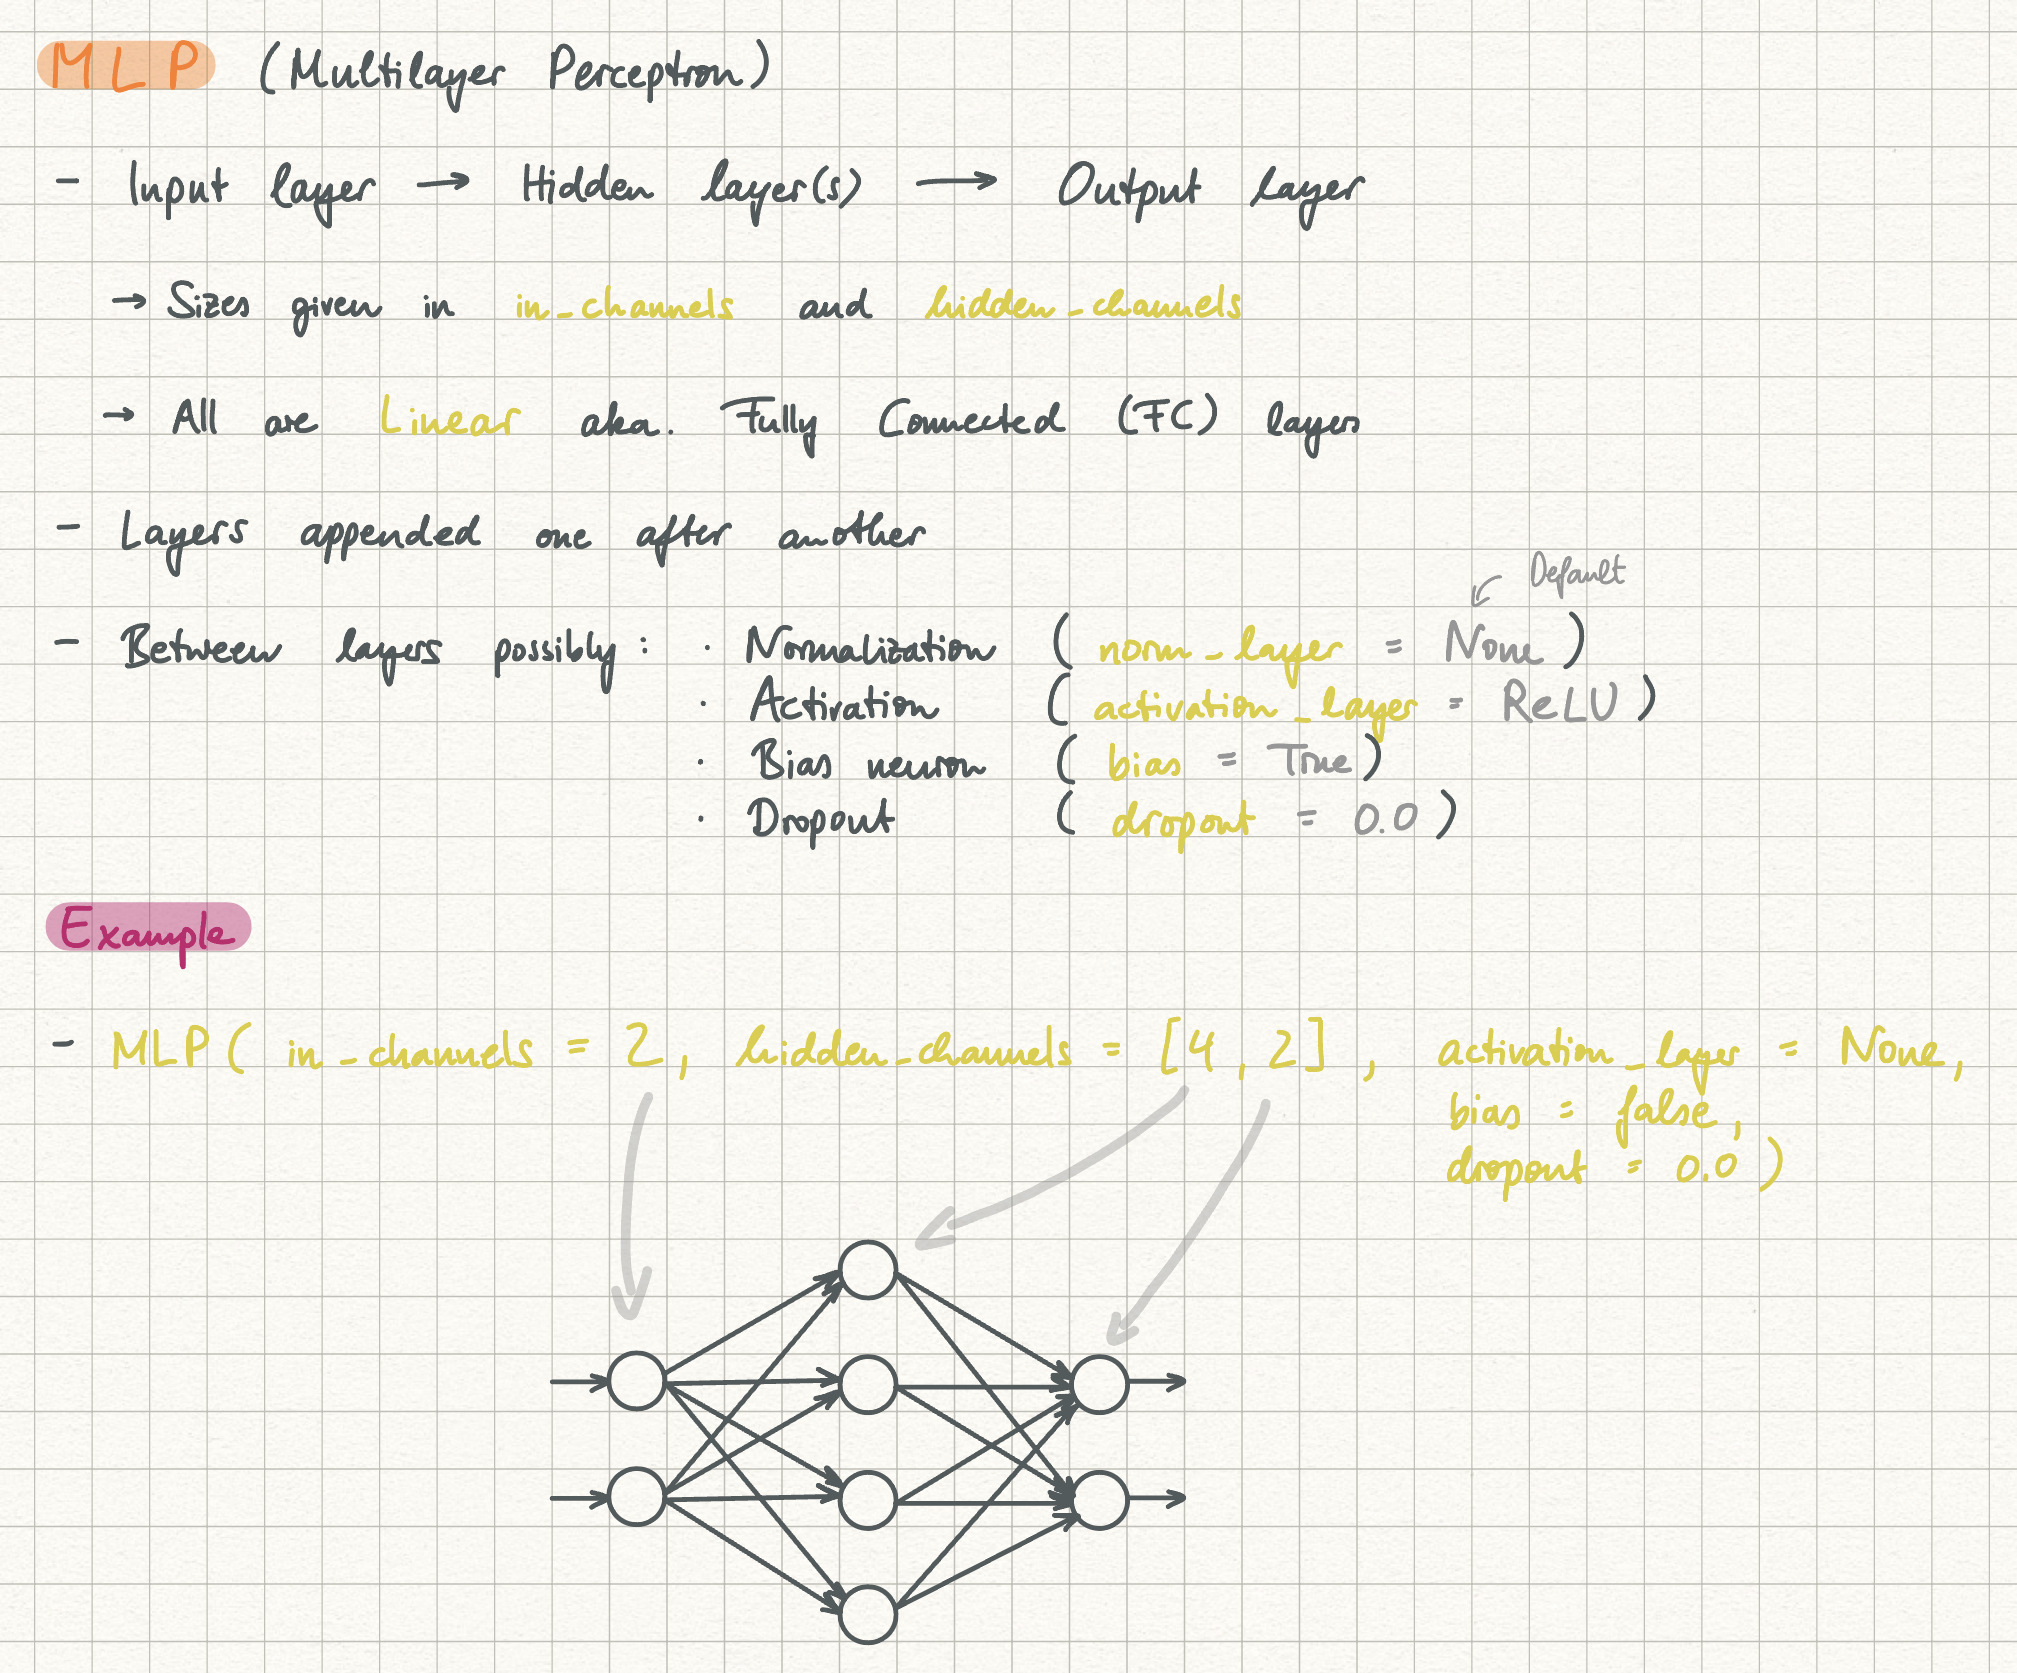 MLP (Multilayer Perceptron)
- Input layer → Hidden layer(s) → Output layer
→ Sizes given in in_channels and hidden_channels
→ All are Linear aka. Fully Connected (FC) layers
- Layers appended one after another
Default
- Between layers possibly: · Normalization (norm_layer = None)
· Activation (activation_layer = ReLU)
· Bias neuron (bias = True)
· Dropout (dropout = 0.0)
Example
- MLP(in_channels = 2, hidden_channels = [4, 2], activation_layer = None,
bias = false,
dropout = 0.0)